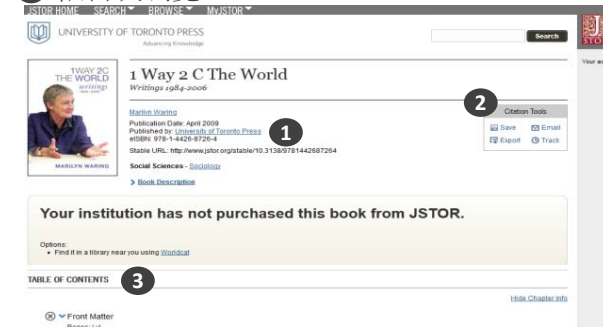 JSTOR HOME SEARCH BROWSE MyJSTOR
UNIVERSITY OF TORONTO PRESS
Advancing Knowledge
Search
1WAY 2C
THE WORLD
writings
MARILYN WARING
1 Way 2 C The World
Writings 1984-2006
Marilyn Waring
Publication Date: April 2009
Published by: University of Toronto Press
eISBN: 978-1-4426-8726-4
Stable URL: http://www.jstor.org/stable/10.3138/9781442687264
Social Sciences - Sociology
Book Description
1
2
Citation Tools
Save Email
Export Track
Your institution has not purchased this book from JSTOR.
Options:
• Find it in a library near you using Worldcat
TABLE OF CONTENTS
3
Hide Chapter Info
Front Matter